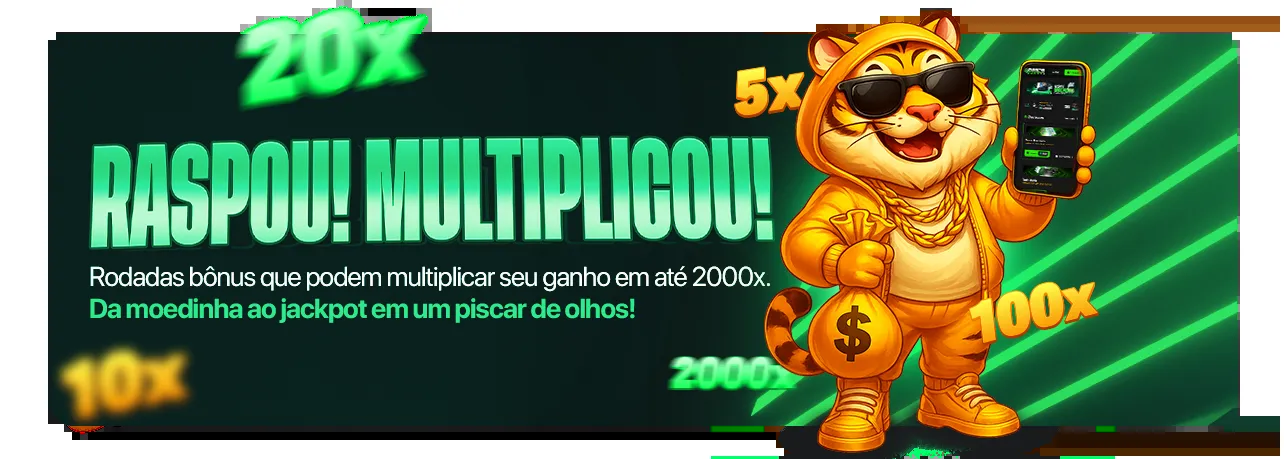 20x
5x
RASPOU! MULTIPLICOU!
Rodadas bônus que podem multiplicar seu ganho em até 2000x.
Da moedinha ao jackpot em um piscar de olhos!
$
100x
10x
2000x